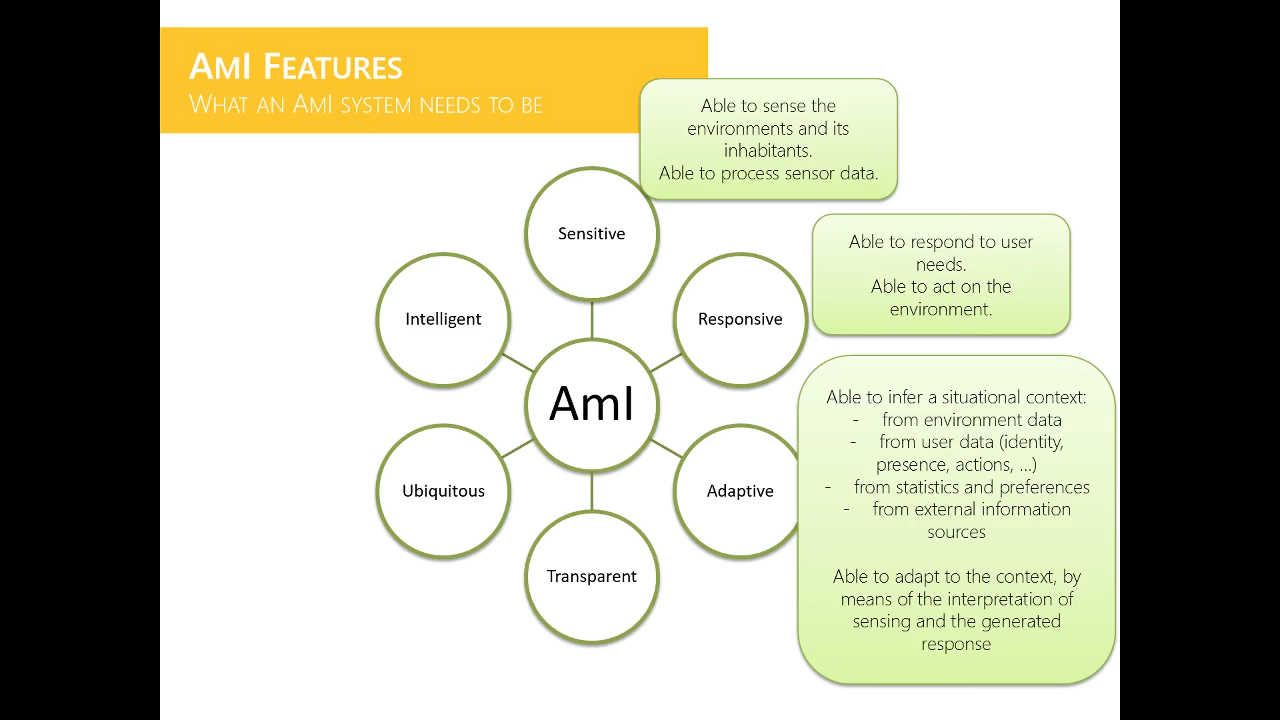 AmI Features
What an AmI system needs to be
Able to sense the
environments and its
inhabitants.
Able to process sensor data.
Sensitive
Able to respond to user
needs.
Able to act on the
environment.
Intelligent
Responsive
AmI
Able to infer a situational context:
- from environment data
- from user data (identity,
presence, actions, ...)
- from statistics and preferences
- from external information
sources
Able to adapt to the context, by
means of the interpretation of
sensing and the generated
response
Ubiquitous
Adaptive
Transparent